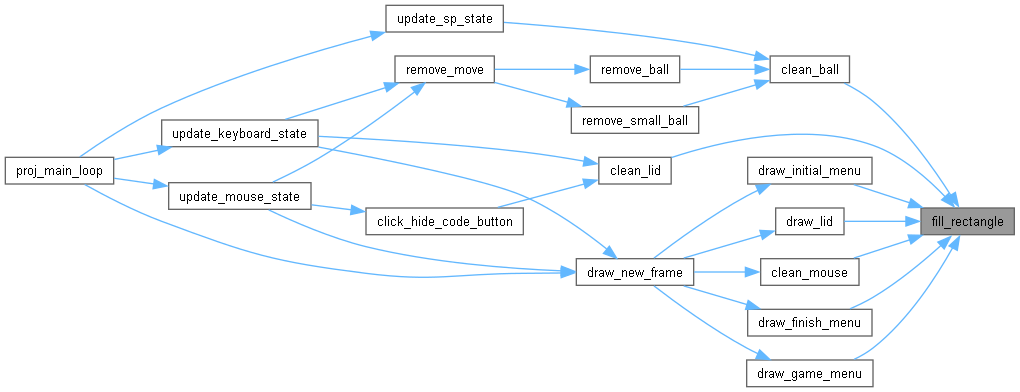 update_sp_state
remove_move
remove_ball
clean_ball
remove_small_ball
update_keyboard_state
proj_main_loop
clean_lid
draw_initial_menu
update_mouse_state
click_hide_code_button
draw_lid
fill_rectangle
draw_new_frame
clean_mouse
draw_finish_menu
draw_game_menu